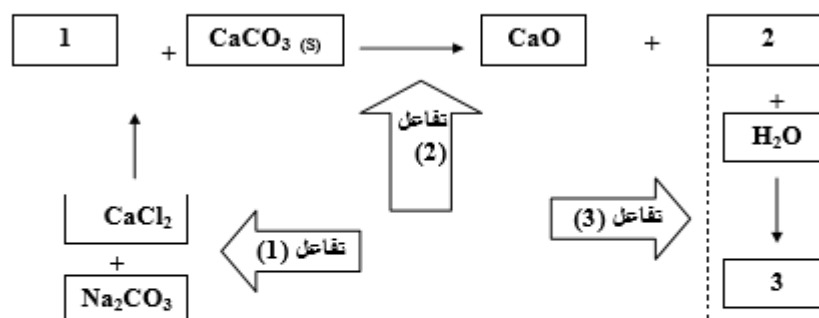 1 + CaCO₃ (S) CaO + 2
تفاعل
(2)
+
H₂O
CaCl₂
تفاعل (1)
تفاعل (3)
+
Na₂CO₃
3